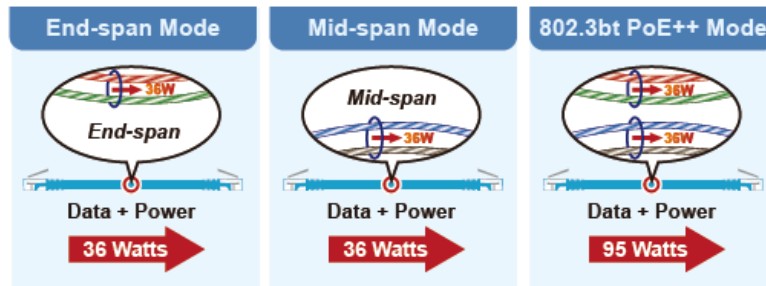 End-span Mode
36W
End-span
Data + Power
36 Watts
Mid-span Mode
Mid-span
36W
Data + Power
36 Watts
802.3bt PoE++ Mode
36W
36W
Data + Power
95 Watts